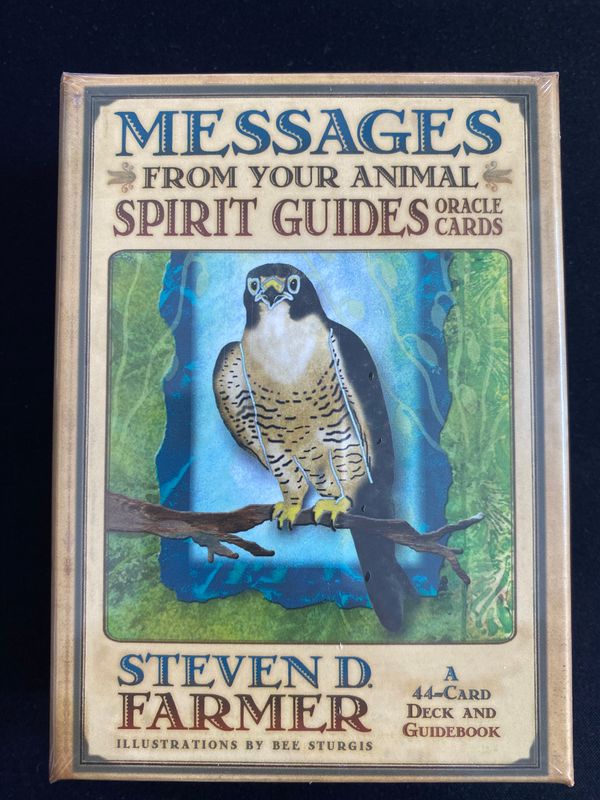 MESSAGES
FROM YOUR ANIMAL
SPIRIT GUIDES ORACLE CARDS
STEVEN D.
FARMER
ILLUSTRATIONS BY BEE STURGIS
A
44-CARD
DECK AND
GUIDEBOOK